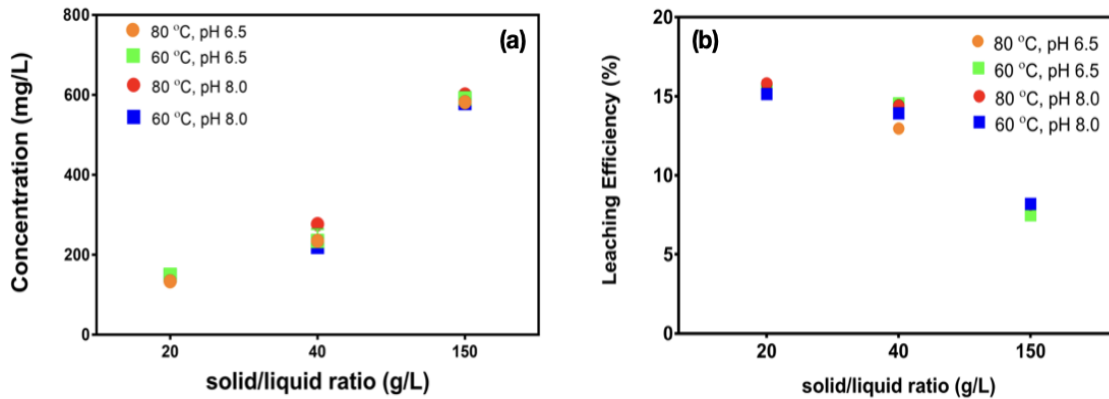 (a)
800
600
400
200
0
Concentration (mg/L)
80 °C, pH 6.5
60 °C, pH 6.5
80 °C, pH 8.0
60 °C, pH 8.0
20 40 150
solid/liquid ratio (g/L)
(b)
20
15
10
5
0
Leaching Efficiency (%)
80 °C, pH 6.5
60 °C, pH 6.5
80 °C, pH 8.0
60 °C, pH 8.0
20 40 150
solid/liquid ratio (g/L)